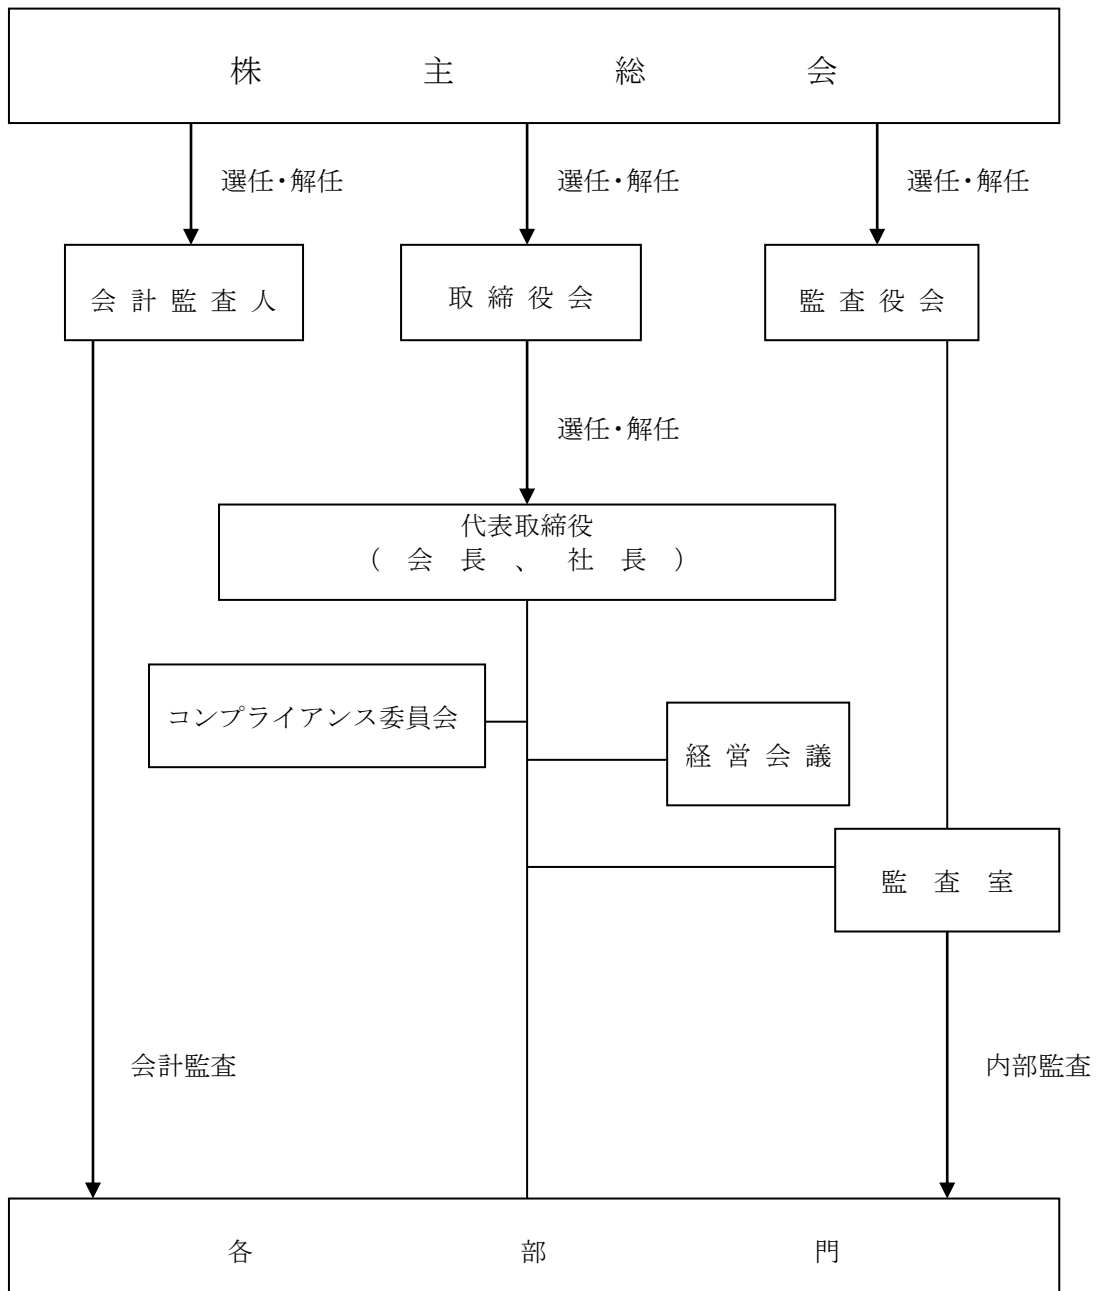 株主総会
選任・解任
選任・解任
選任・解任
会計監査人
取締役会
監査役会
選任・解任
代表取締役
（会長、社長）
コンプライアンス委員会
経営会議
監査室
会計監査
内部監査
各部門